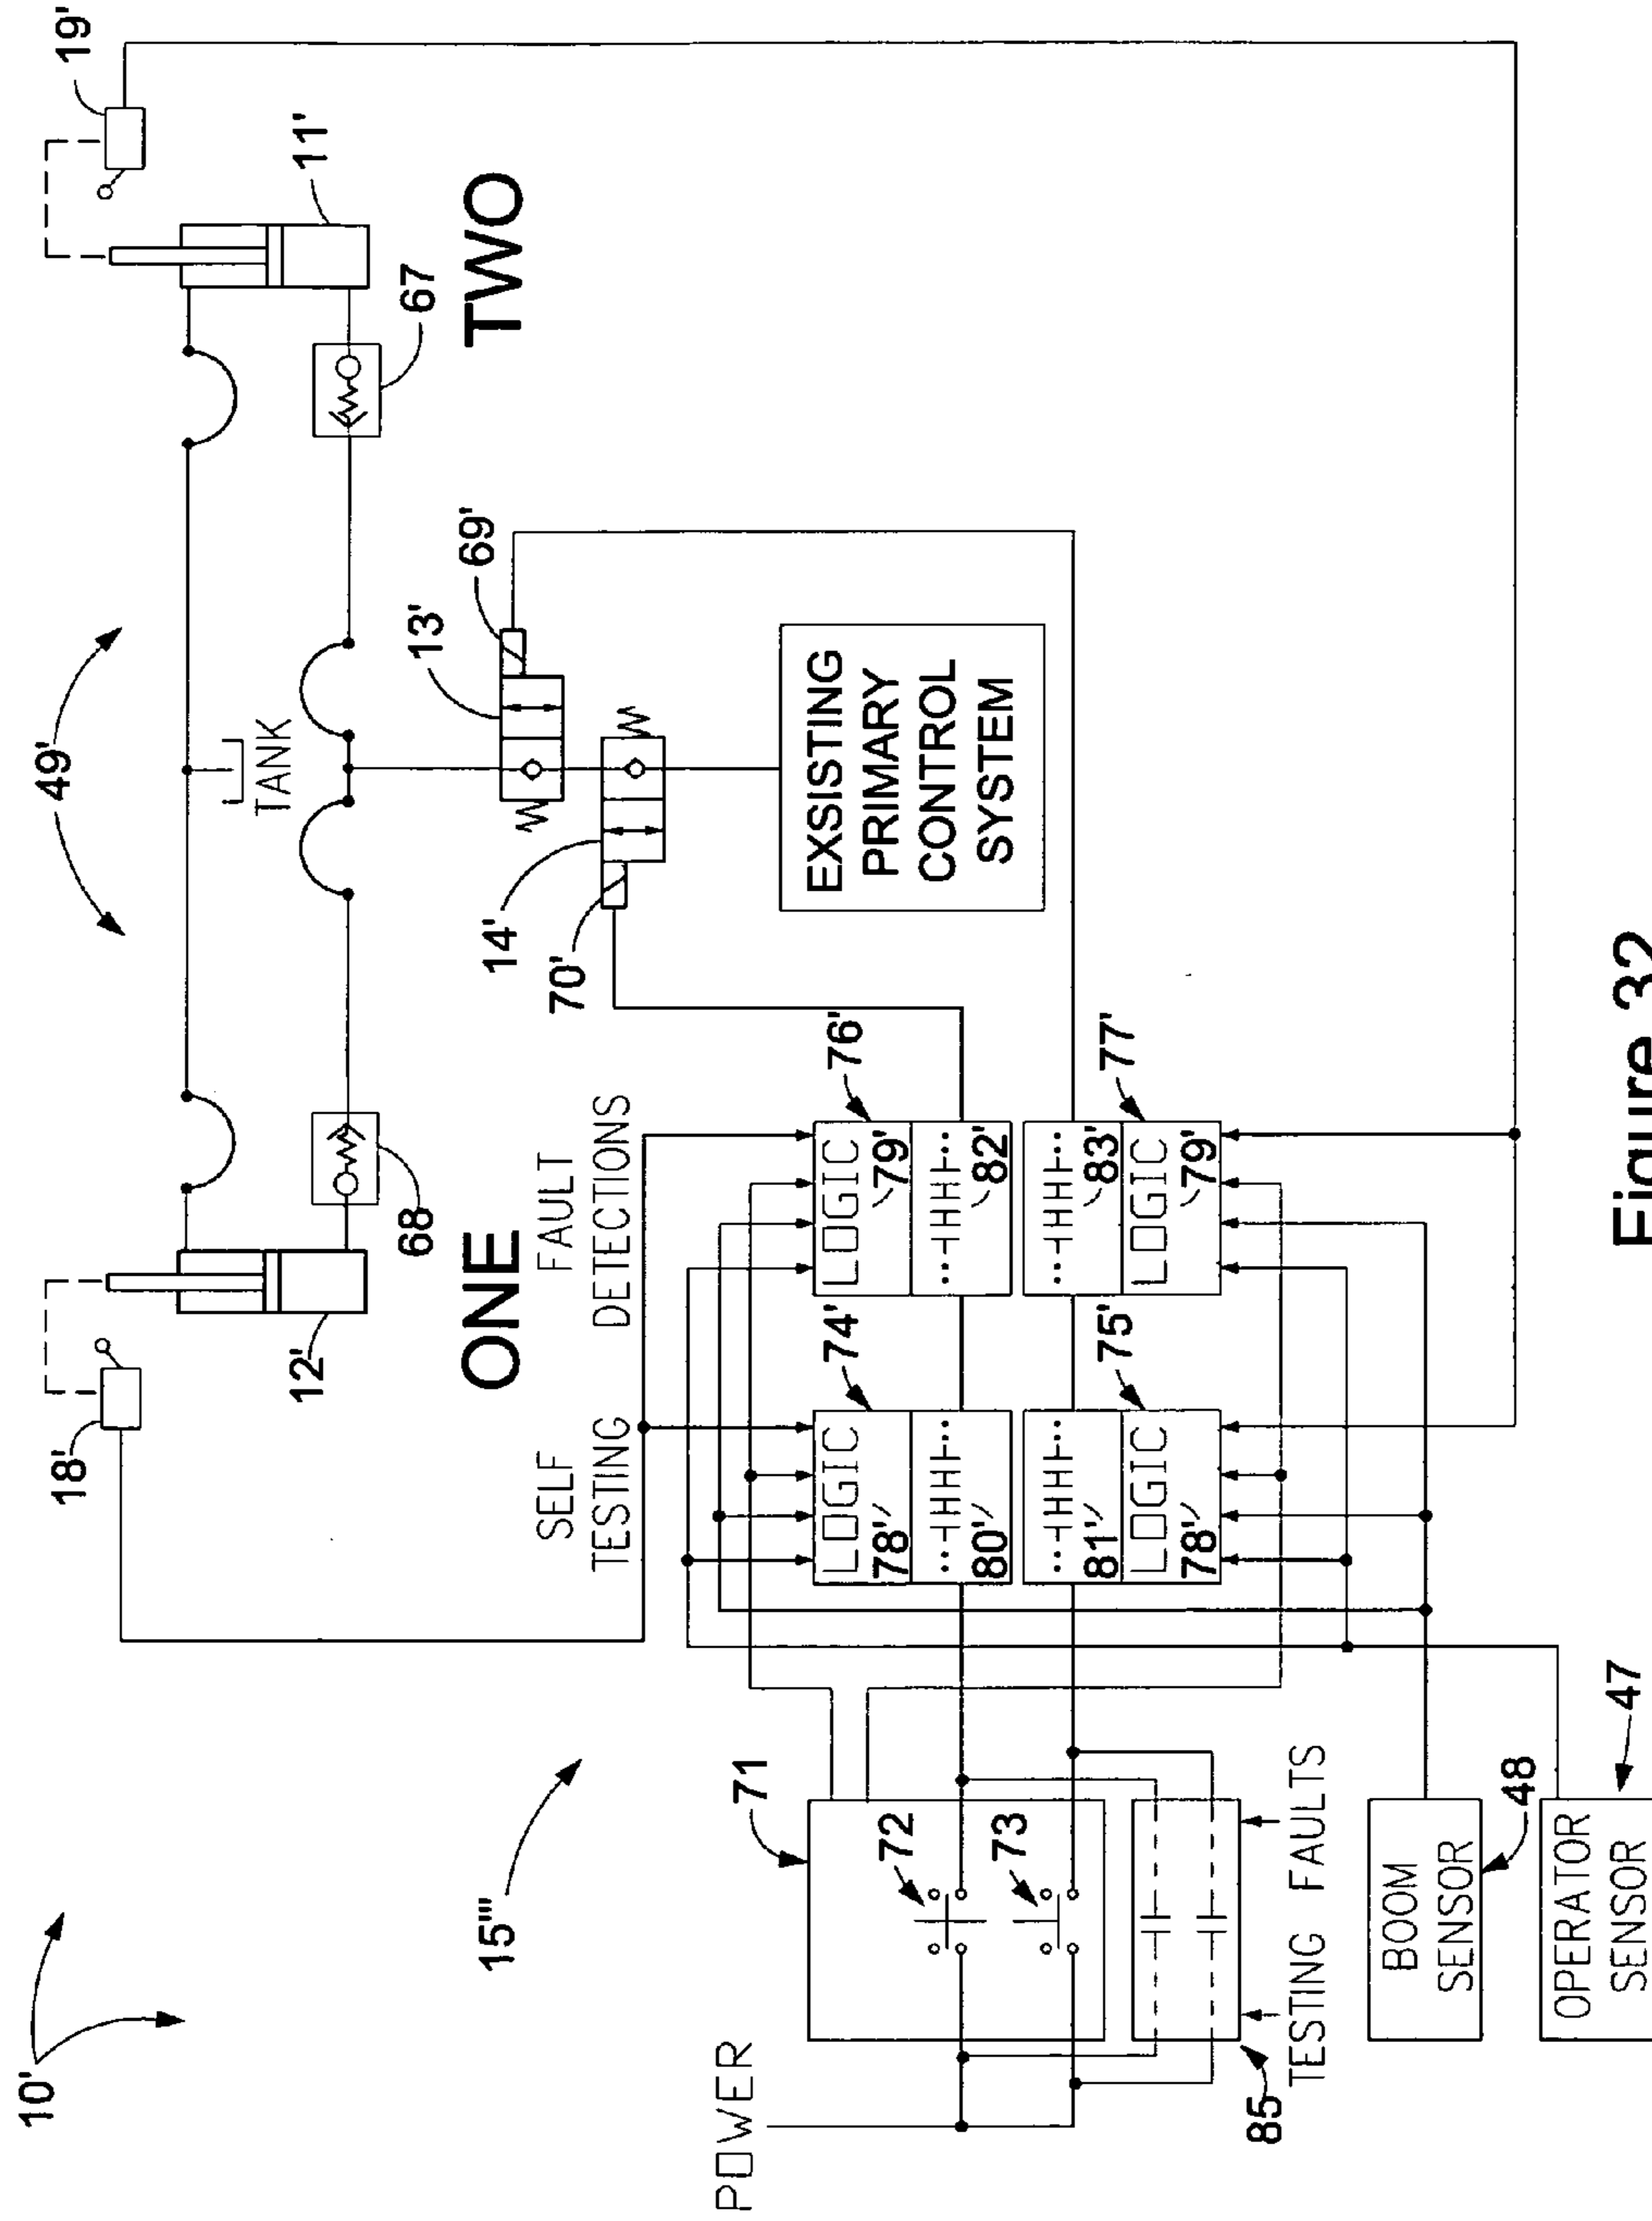 10'
49'
19'
18'
TANK
11'
12'
68
67
ONE
TWO
15'''
SELF
TESTING
FAULT
DETECTIONS
13'
69'
14'
70'
POWER
71
72
73
74'
76'
LOGIC
78''
LOGIC
79'
80''
82'
81''
83'
LOGIC
78''
LOGIC
79'
75'
77'
EXSISTING
PRIMARY
CONTROL
SYSTEM
85
TESTING FAULTS
BOOM
SENSOR
48
OPERATOR
SENSOR
47
Figure 32